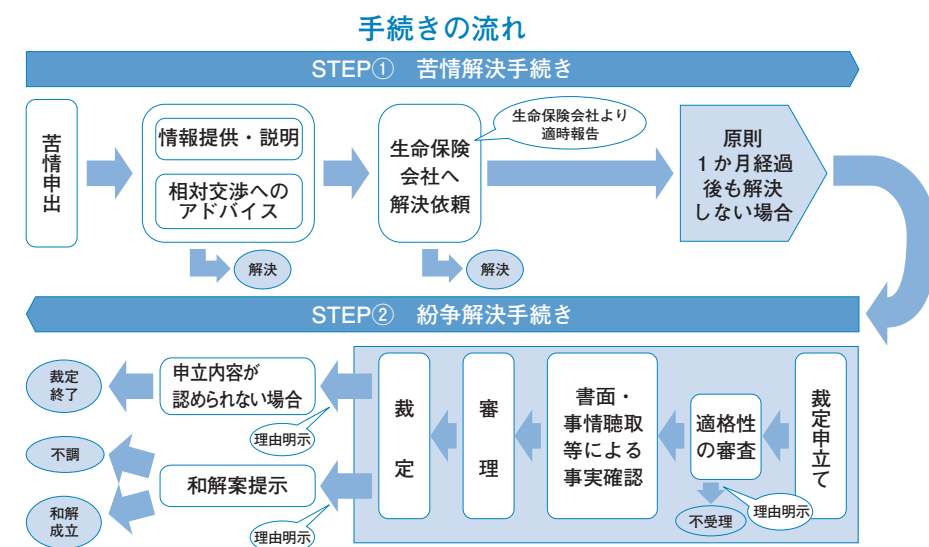 手続きの流れ
STEP① 苦情解決手続き
苦情申出
情報提供・説明
相対交渉への
アドバイス
解決
生命保険
会社へ
解決依頼
生命保険会社より
適時報告
解決
原則
1か月経過
後も解決
しない場合
STEP② 紛争解決手続き
裁定申立て
適格性
の審査
理由明示
不受理
書面・
事情聴取
等による
事実確認
審理
裁定
申立内容が
認められない場合
理由明示
裁定
終了
和解案提示
理由明示
不調
和解
成立